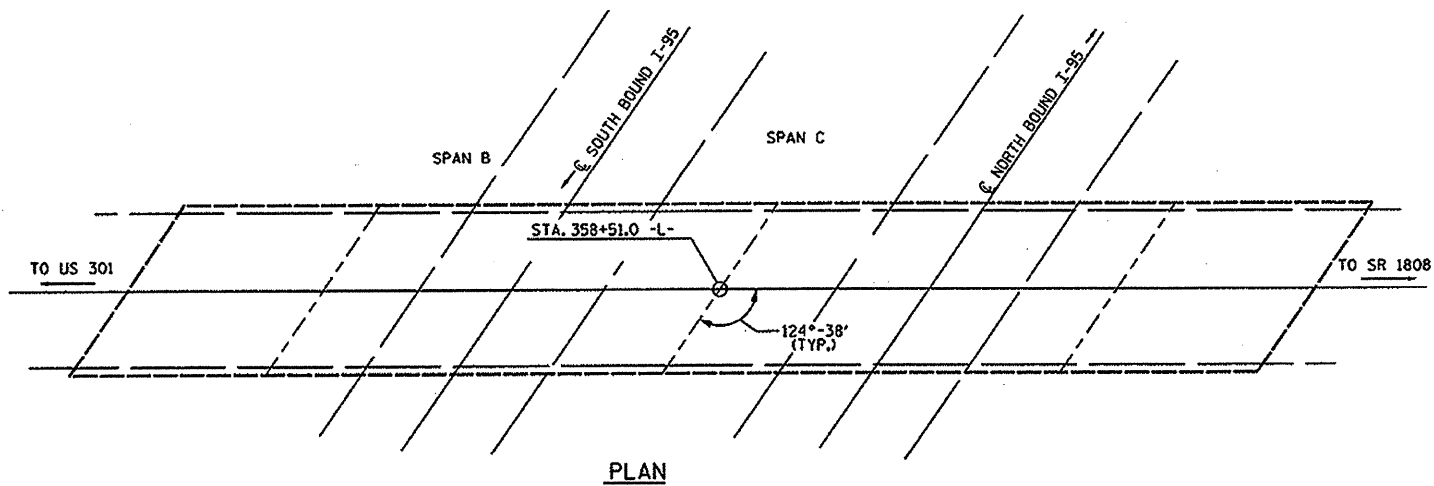 SPAN B
℄ SOUTH BOUND I-95
SPAN C
℄ NORTH BOUND I-95
STA. 358+51.0 -L-
TO US 301
TO SR 1808
124°-38'
(TYP.)
PLAN